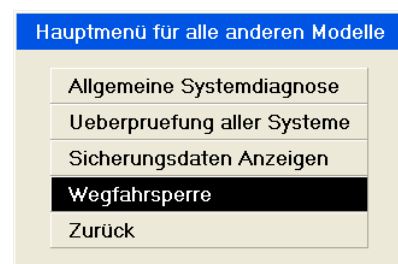 Hauptmenü für alle anderen Modelle
Allgemeine Systemdiagnose
Ueberpruefung aller Systeme
Sicherungsdaten Anzeigen
Wegfahrsperre
Zurück